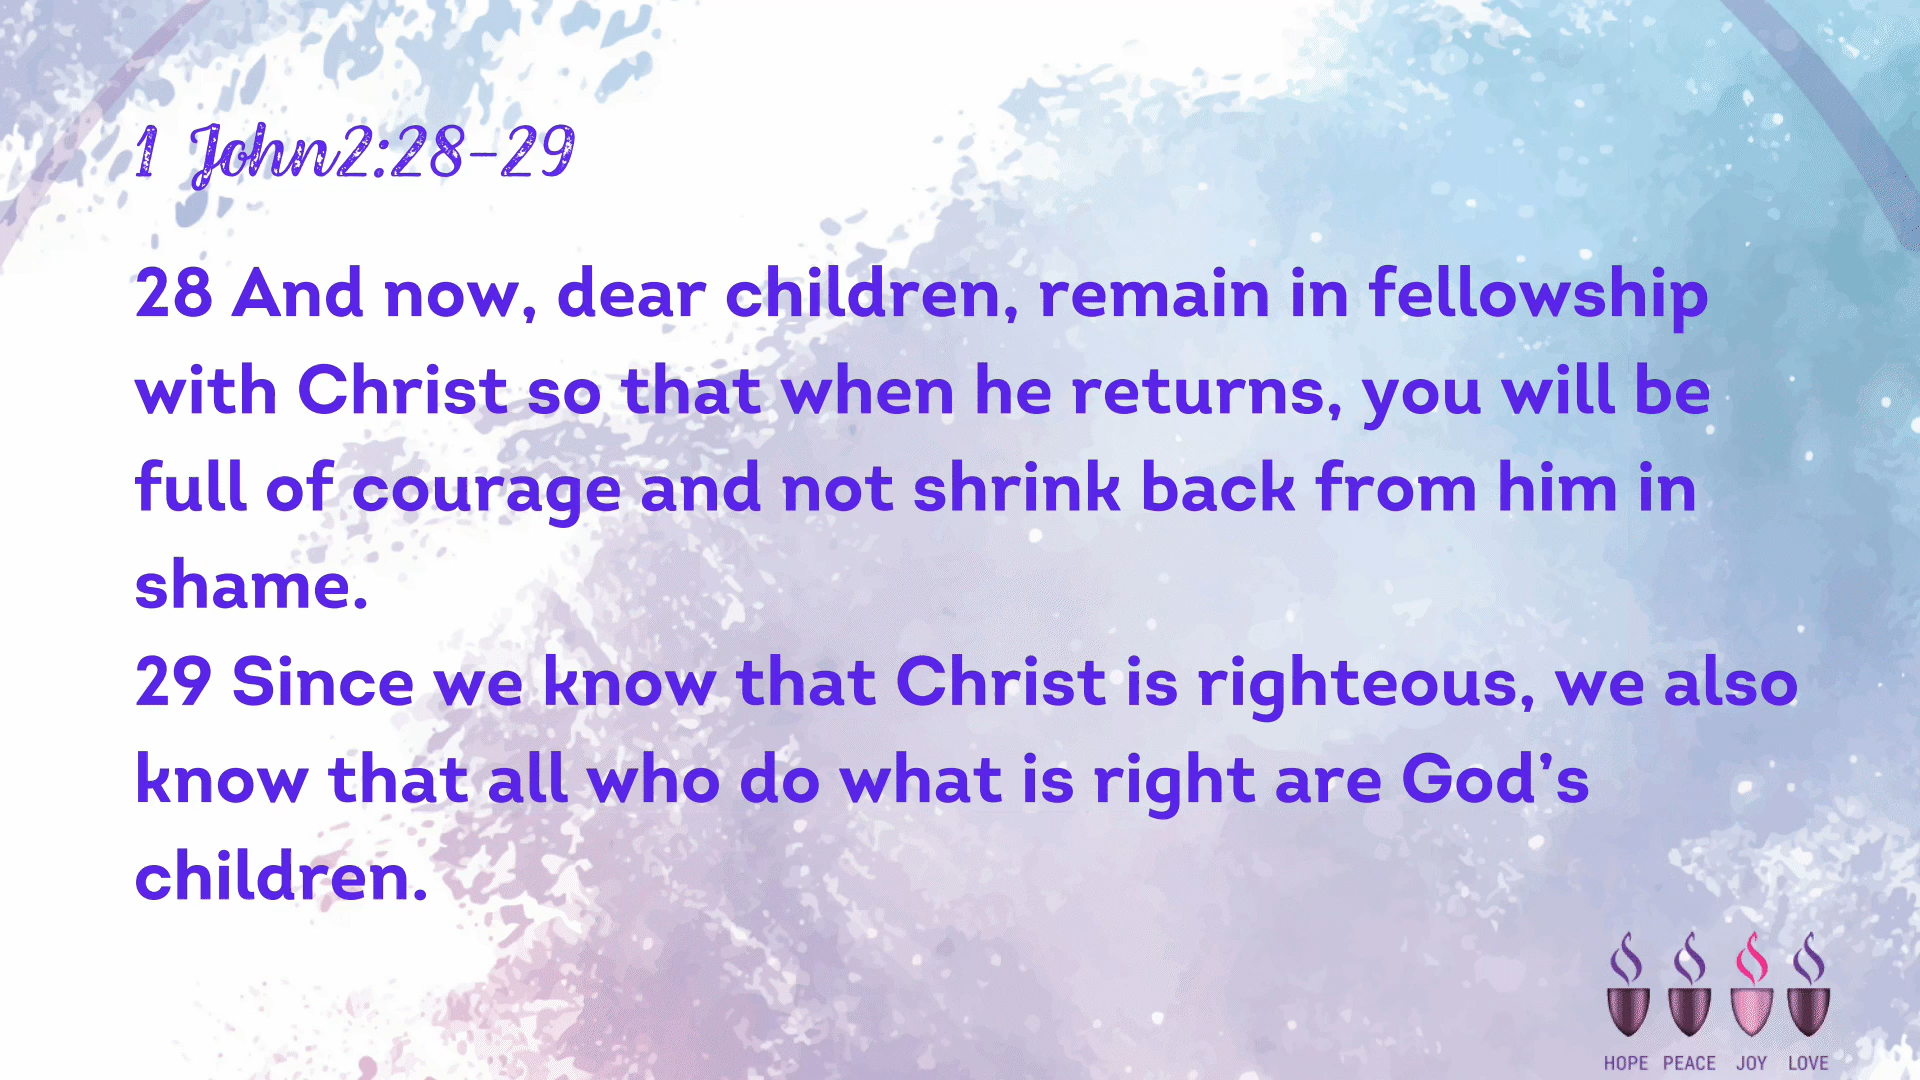 1 John2:28-29
28 And now, dear children, remain in fellowship
with Christ so that when he returns, you will be
full of courage and not shrink back from him in
shame.
29 Since we know that Christ is righteous, we also
know that all who do what is right are God’s
children.
HOPE PEACE JOY LOVE